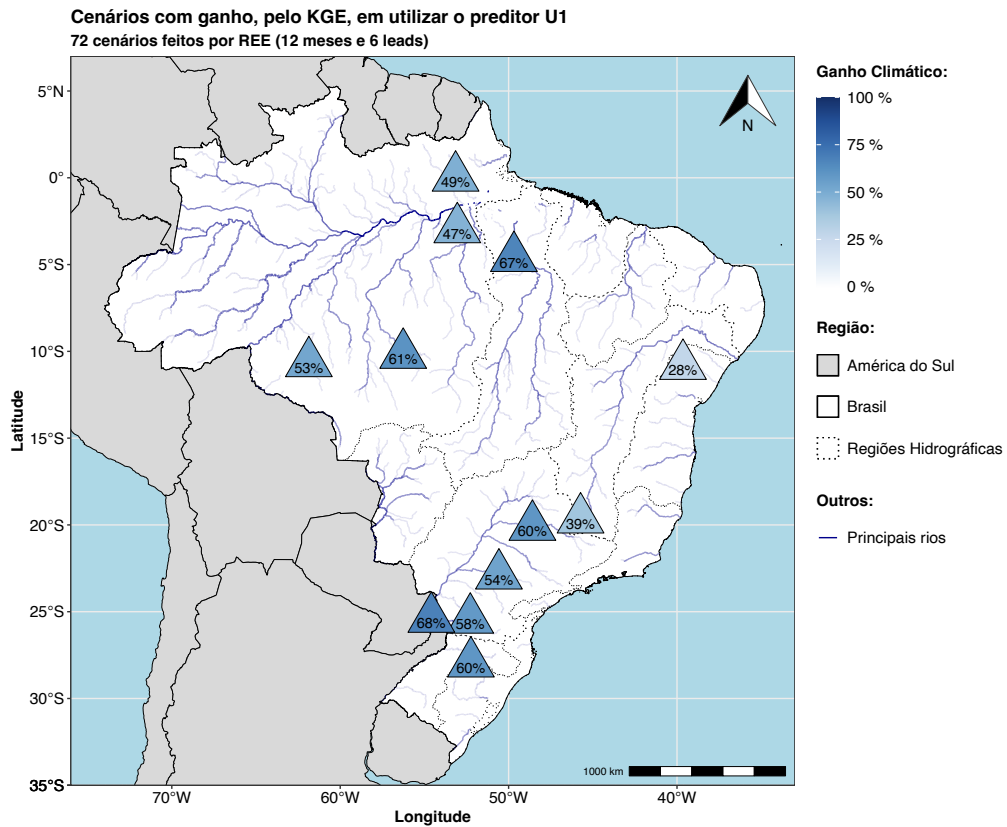 Cenários com ganho, pelo KGE, em utilizar o preditor U1
72 cenários feitos por REE (12 meses e 6 leads)
5°N
0°
5°S
10°S
15°S
20°S
25°S
30°S
35°S
Latitude
N
49%
47%
67%
61%
53%
28%
39%
60%
54%
68%
58%
60%
1000 km
70°W
60°W
50°W
40°W
Longitude
Ganho Climático:
100 %
75 %
50 %
25 %
0 %
Região:
América do Sul
Brasil
Regiões Hidrográficas
Outros:
Principais rios